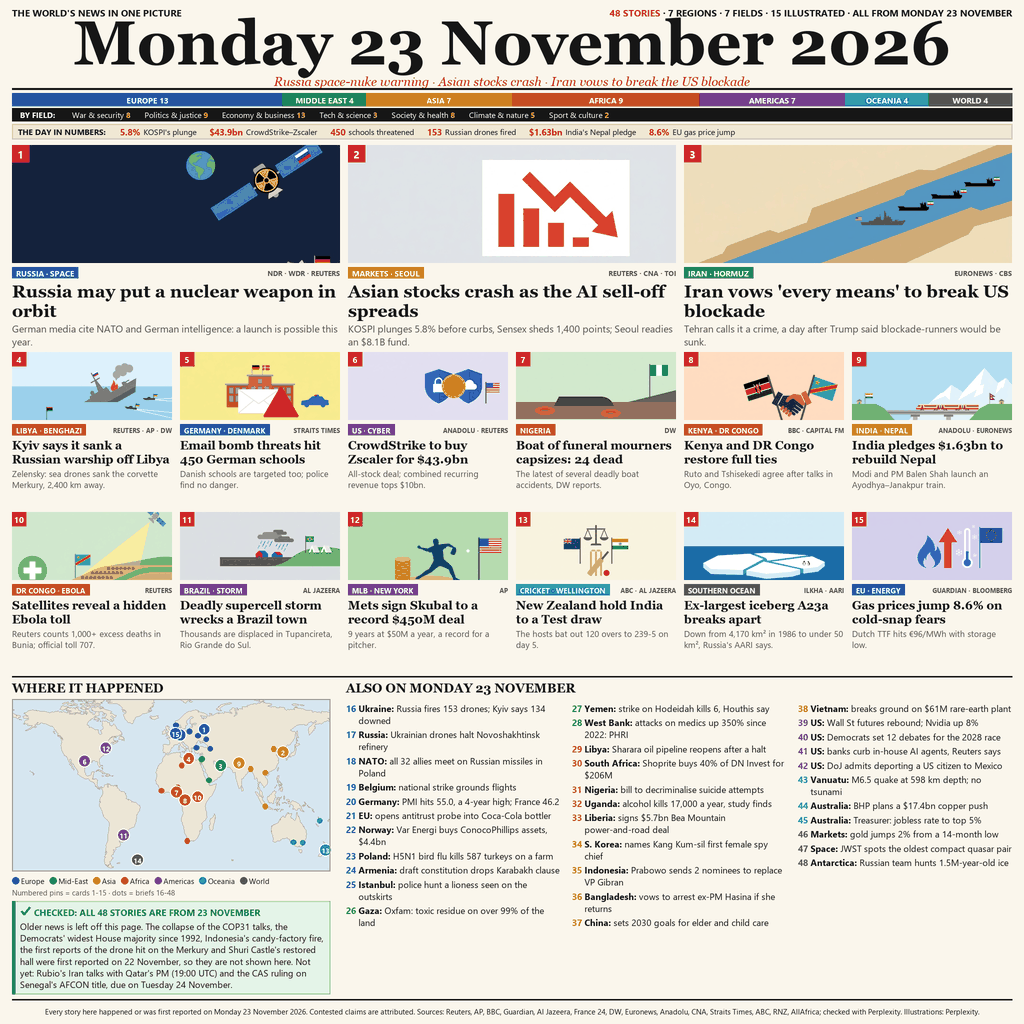 THE WORLD'S NEWS IN ONE PICTURE
48 STORIES · 7 REGIONS · 7 FIELDS · 15 ILLUSTRATED · ALL FROM MONDAY 23 NOVEMBER
Monday 23 November 2026
Russia space-nuke warning · Asian stocks crash · Iran vows to break the US blockade
EUROPE 13 MIDDLE EAST 4 ASIA 7 AFRICA 9 AMERICAS 7 OCEANIA 4 WORLD 4
BY FIELD: War & security 8 Politics & justice 9 Economy & business 13 Tech & science 3 Society & health 8 Climate & nature 5 Sport & culture 2
THE DAY IN NUMBERS: 5.8% KOSPI's plunge $43.9bn CrowdStrike–Zscaler 450 schools threatened 153 Russian drones fired $1.63bn India's Nepal pledge 8.6% EU gas price jump
1
RUSSIA · SPACE NDR · WDR · REUTERS
Russia may put a nuclear weapon in
orbit
German media cite NATO and German intelligence: a launch is possible this
year.
2
MARKETS · SEOUL REUTERS · CNA · TOI
Asian stocks crash as the AI sell-off
spreads
KOSPI plunges 5.8% before curbs, Sensex sheds 1,400 points; Seoul readies
an $8.1B fund.
3
IRAN · HORMUZ EURONEWS · CBS
Iran vows 'every means' to break US
blockade
Tehran calls it a crime, a day after Trump said blockade-runners would be
sunk.
4
LIBYA · BENGHAZI REUTERS · AP · DW
Kyiv says it sank a
Russian warship off Libya
Zelensky: sea drones sank the corvette
Merkury, 2,400 km away.
5
GERMANY · DENMARK STRAITS TIMES
Email bomb threats hit
450 German schools
Danish schools are targeted too; police
find no danger.
6
US · CYBER ANADOLU · REUTERS
CrowdStrike to buy
Zscaler for $43.9bn
All-stock deal; combined recurring
revenue tops $10bn.
7
NIGERIA DW
Boat of funeral mourners
capsizes: 24 dead
The latest of several deadly boat
accidents, DW reports.
8
KENYA · DR CONGO BBC · CAPITAL FM
Kenya and DR Congo
restore full ties
Ruto and Tshisekedi agree after talks in
Oyo, Congo.
9
INDIA · NEPAL ANADOLU · EURONEWS
India pledges $1.63bn to
rebuild Nepal
Modi and PM Balen Shah launch an
Ayodhya–Janakpur train.
10
DR CONGO · EBOLA REUTERS
Satellites reveal a hidden
Ebola toll
Reuters counts 1,000+ excess deaths in
Bunia; official toll 707.
11
BRAZIL · STORM AL JAZEERA
Deadly supercell storm
wrecks a Brazil town
Thousands are displaced in Tupancireta,
Rio Grande do Sul.
12
MLB · NEW YORK AP
Mets sign Skubal to a
record $450M deal
9 years at $50M a year, a record for a
pitcher.
13
CRICKET · WELLINGTON ABC · AL JAZEERA
New Zealand hold India
to a Test draw
The hosts bat out 120 overs to 239-5 on
day 5.
14
SOUTHERN OCEAN ILKHA · AARI
Ex-largest iceberg A23a
breaks apart
Down from 4,170 km² in 1986 to under 50
km², Russia's AARI says.
15
EU · ENERGY GUARDIAN · BLOOMBERG
Gas prices jump 8.6% on
cold-snap fears
Dutch TTF hits €96/MWh with storage
low.
WHERE IT HAPPENED
15 1 12 6 2 4 3 9 7 8 10 11 13 14
Europe Mid-East Asia Africa Americas Oceania World
Numbered pins = cards 1-15 · dots = briefs 16-48
✔ CHECKED: ALL 48 STORIES ARE FROM 23 NOVEMBER
Older news is left off this page. The collapse of the COP31 talks, the
Democrats' widest House majority since 1992, Indonesia's candy-factory fire,
the first reports of the drone hit on the Merkury and Shuri Castle's restored
hall were first reported on 22 November, so they are not shown here. Not
yet: Rubio's Iran talks with Qatar's PM (19:00 UTC) and the CAS ruling on
Senegal's AFCON title, due on Tuesday 24 November.
ALSO ON MONDAY 23 NOVEMBER
16 Ukraine: Russia fires 153 drones; Kyiv says 134
downed
17 Russia: Ukrainian drones halt Novoshakhtinsk
refinery
18 NATO: all 32 allies meet on Russian missiles in
Poland
19 Belgium: national strike grounds flights
20 Germany: PMI hits 55.0, a 4-year high; France 46.2
21 EU: opens antitrust probe into Coca-Cola bottler
22 Norway: Var Energi buys ConocoPhillips assets,
$4.4bn
23 Poland: H5N1 bird flu kills 587 turkeys on a farm
24 Armenia: draft constitution drops Karabakh clause
25 Istanbul: police hunt a lioness seen on the
outskirts
26 Gaza: Oxfam: toxic residue on over 99% of the
land
27 Yemen: strike on Hodeidah kills 6, Houthis say
28 West Bank: attacks on medics up 350% since
2022: PHRI
29 Libya: Sharara oil pipeline reopens after a halt
30 South Africa: Shoprite buys 40% of DN Invest for
$206M
31 Nigeria: bill to decriminalise suicide attempts
32 Uganda: alcohol kills 17,000 a year, study finds
33 Liberia: signs $5.7bn Bea Mountain
power-and-road deal
34 S. Korea: names Kang Kum-sil first female spy
chief
35 Indonesia: Prabowo sends 2 nominees to replace
VP Gibran
36 Bangladesh: vows to arrest ex-PM Hasina if she
returns
37 China: sets 2030 goals for elder and child care
38 Vietnam: breaks ground on $61M rare-earth plant
39 US: Wall St futures rebound; Nvidia up 8%
40 US: Democrats set 12 debates for the 2028 race
41 US: banks curb in-house AI agents, Reuters says
42 US: DoJ admits deporting a US citizen to Mexico
43 Vanuatu: M6.5 quake at 598 km depth; no
tsunami
44 Australia: BHP plans a $17.4bn copper push
45 Australia: Treasurer: jobless rate to top 5%
46 Markets: gold jumps 2% from a 14-month low
47 Space: JWST spots the oldest compact quasar pair
48 Antarctica: Russian team hunts 1.5M-year-old ice
Every story here happened or was first reported on Monday 23 November 2026. Contested claims are attributed. Sources: Reuters, AP, BBC, Guardian, Al Jazeera, France 24, DW, Euronews, Anadolu, CNA, Straits Times, ABC, RNZ, AllAfrica; checked with Perplexity. Illustrations: Perplexity.